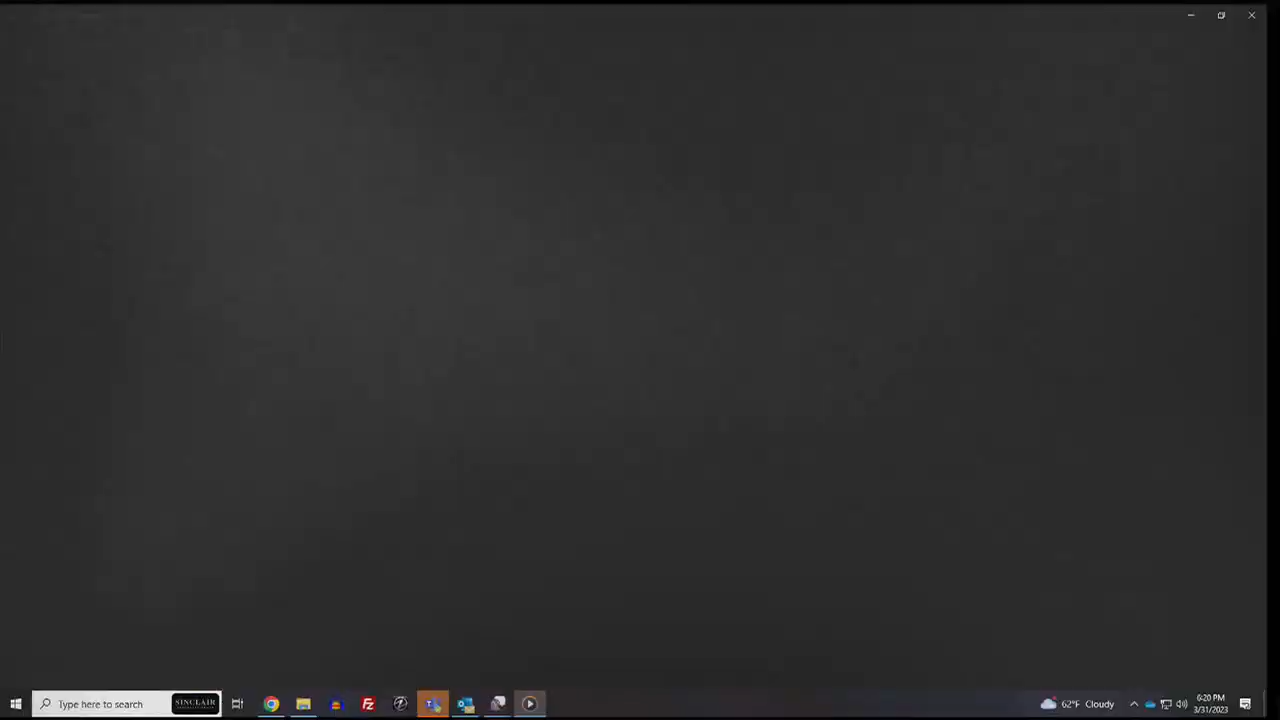 Type here to search
SINCLAIR
62°F Cloudy
6:20 PM
3/31/2023